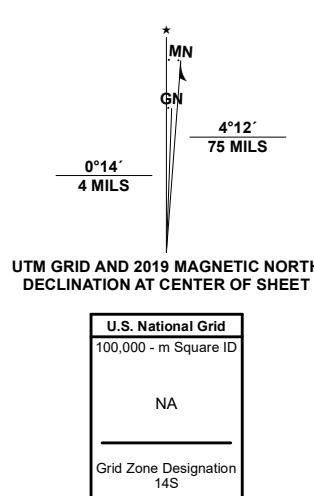 ★
MN
GN
4°12´
75 MILS
0°14´
4 MILS
UTM GRID AND 2019 MAGNETIC NORTH
DECLINATION AT CENTER OF SHEET
U.S. National Grid
100,000 - m Square ID
NA
Grid Zone Designation
14S